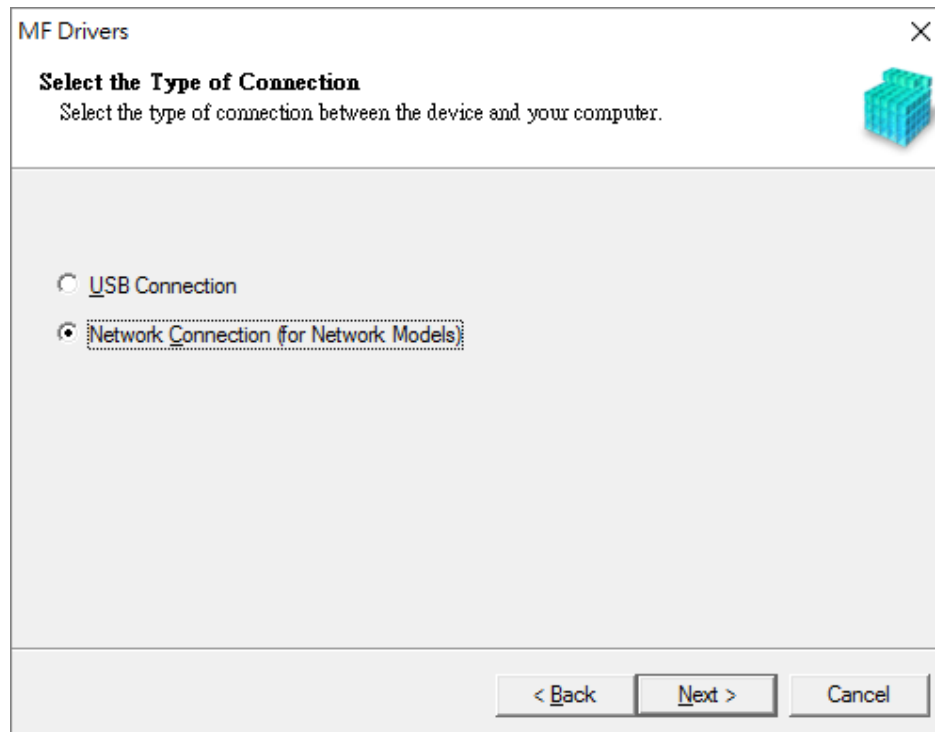 MF Drivers
Select the Type of Connection
Select the type of connection between the device and your computer.
USB Connection
Network Connection (for Network Models)
< Back
Next >
Cancel